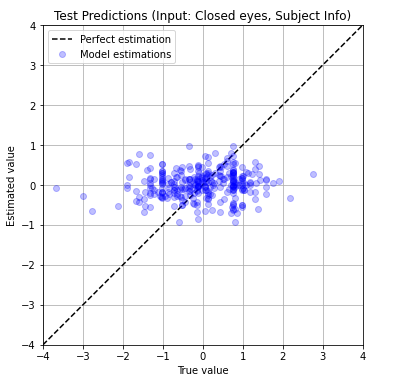 Test Predictions (Input: Closed eyes, Subject Info)
Perfect estimation
Model estimations
Estimated value
4
3
2
1
0
−1
−2
−3
−4
−4 −3 −2 −1 0 1 2 3 4
True value